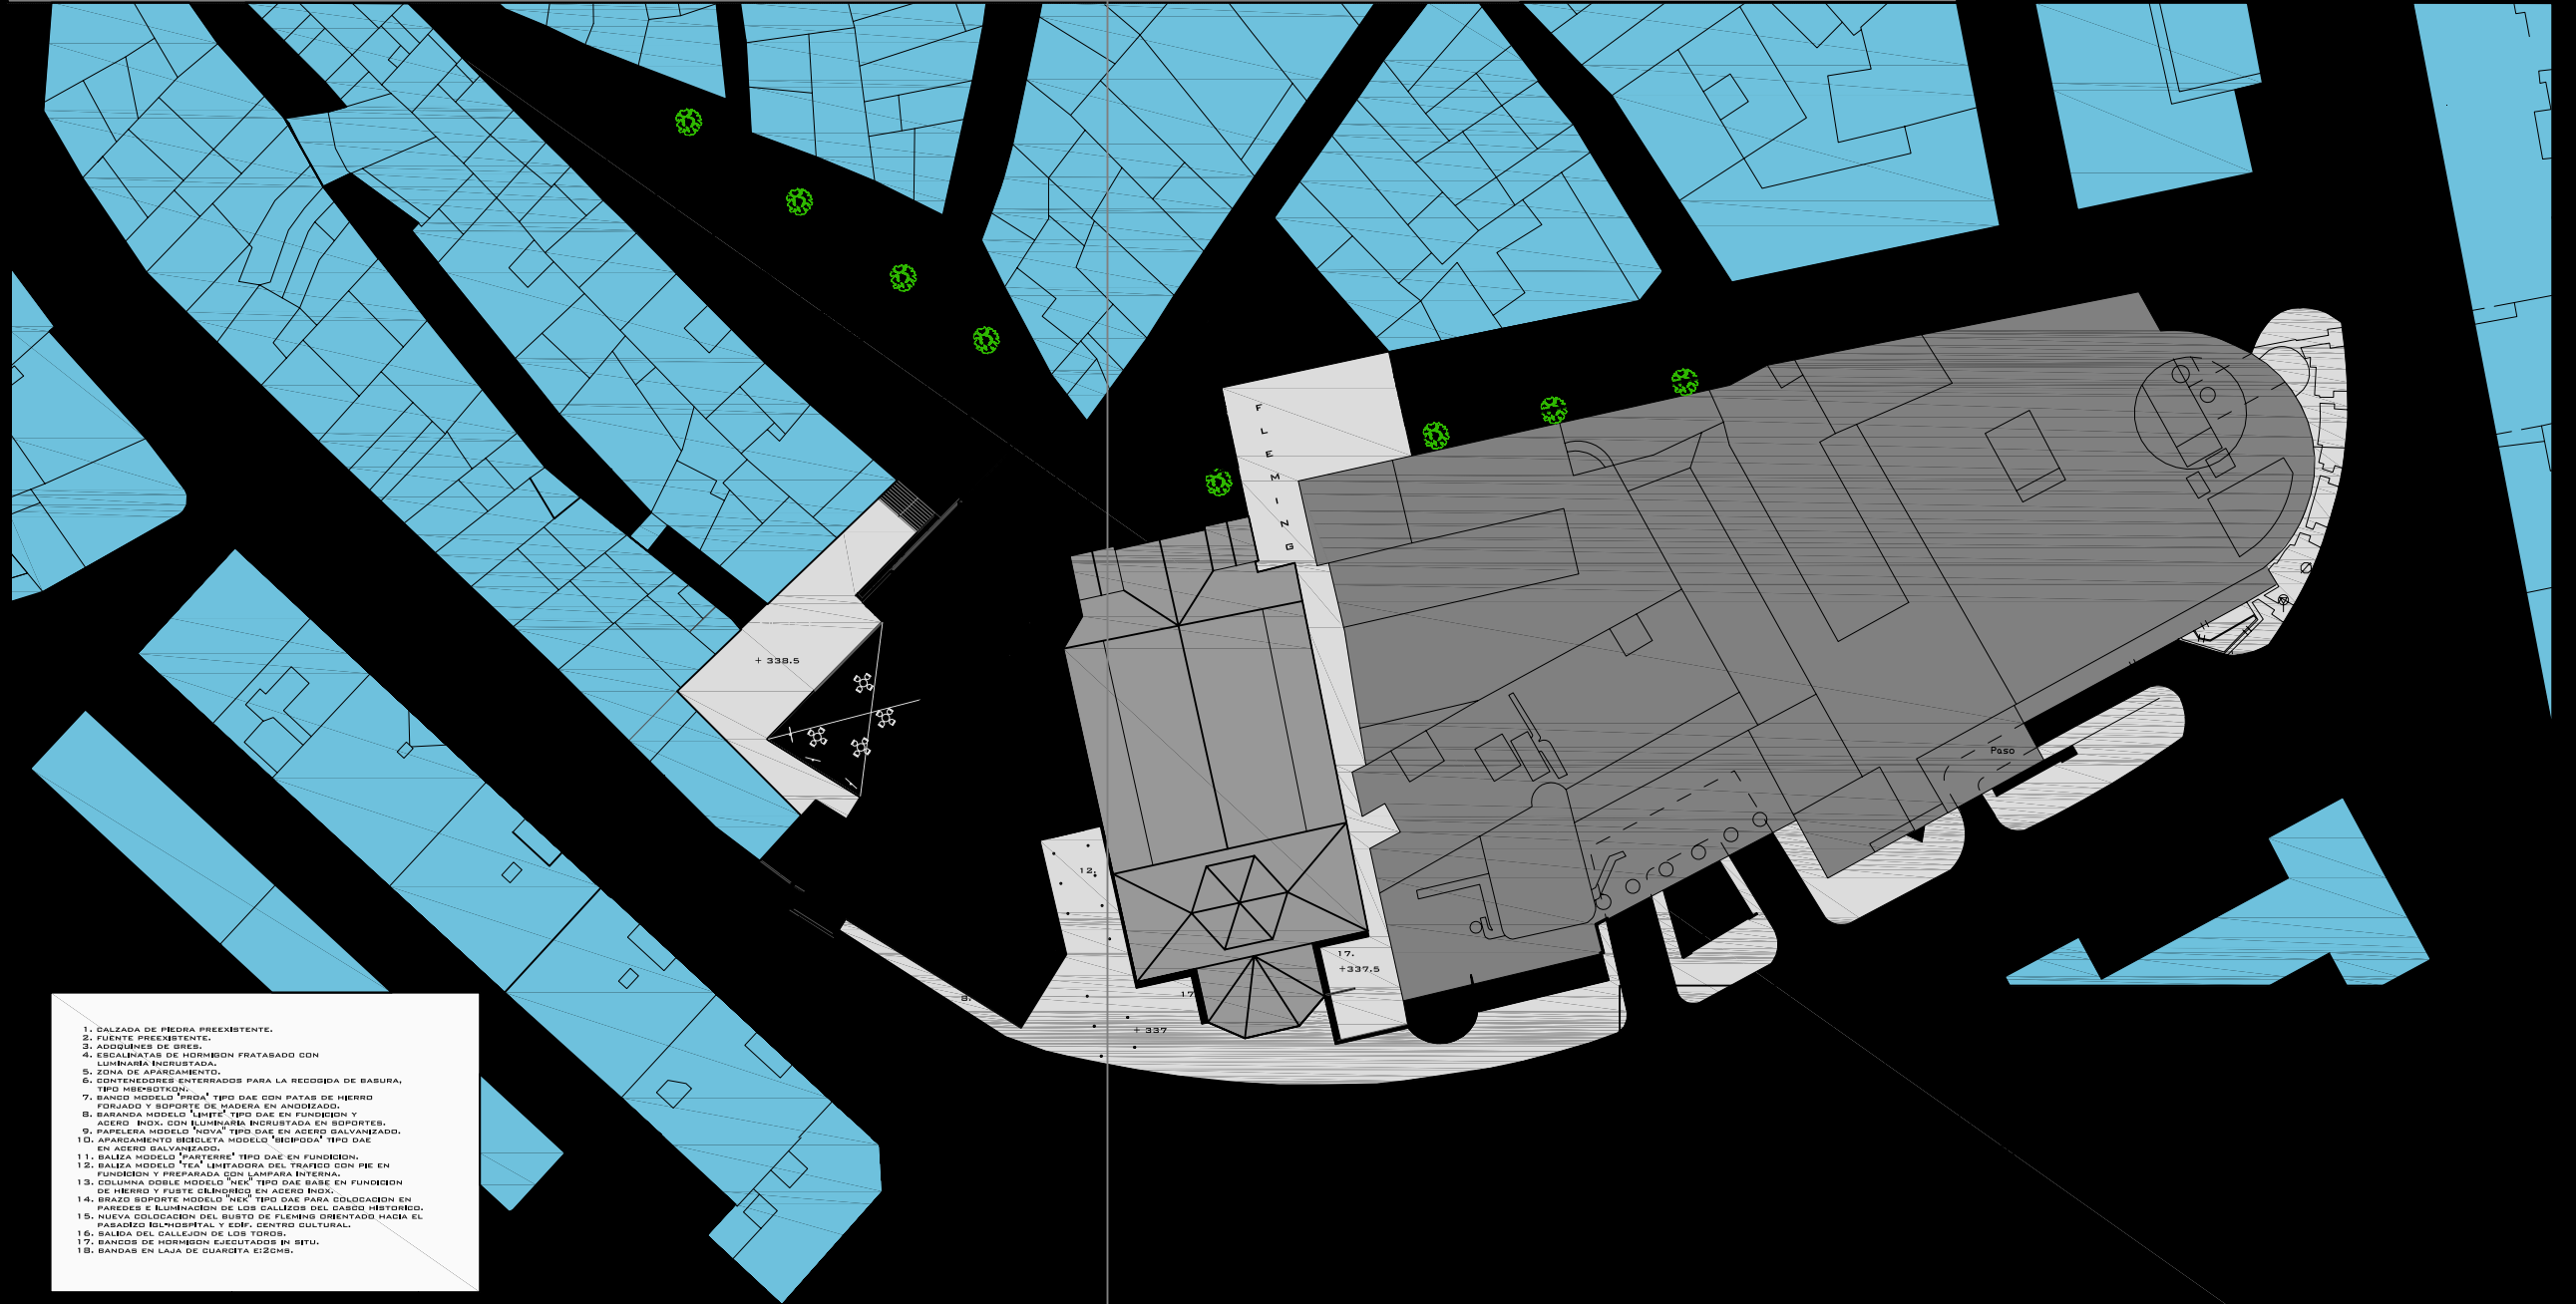 FLEMING
+ 338.5
Paso
12.
17.
+337.5
8.
17
+ 337
1. CALZADA DE PIEDRA PREEXISTENTE.
2. FUENTE PREEXISTENTE.
3. ADOQUINES DE GRES.
4. ESCALINATAS DE HORMIGON FRATASADO CON
LUMINARIA INCRUSTADA.
5. ZONA DE APARCAMIENTO.
6. CONTENEDORES ENTERRADOS PARA LA RECOGIDA DE BASURA,
TIPO MBE-SOTKON.
7. BANCO MODELO "PROA" TIPO DAE CON PATAS DE HIERRO
FORJADO Y SOPORTE DE MADERA EN ANODIZADO.
8. BARANDA MODELO "LIMITE" TIPO DAE EN FUNDICION Y
ACERO INOX. CON ILUMINARIA INCRUSTADA EN SOPORTES.
9. PAPELERA MODELO "NOVA" TIPO DAE EN ACERO GALVANIZADO.
10. APARCAMIENTO BICICLETA MODELO "BICIPODA" TIPO DAE
EN ACERO GALVANIZADO.
11. BALIZA MODELO "PARTERRE" TIPO DAE EN FUNDICION.
12. BALIZA MODELO "TEA" LIMITADORA DEL TRAFICO CON PIE EN
FUNDICION Y PREPARADA CON LAMPARA INTERNA.
13. COLUMNA DOBLE MODELO "NEK" TIPO DAE BASE EN FUNDICION
DE HIERRO Y FUSTE CILINDRICO EN ACERO INOX.
14. BRAZO SOPORTE MODELO "NEK" TIPO DAE PARA COLOCACION EN
PAREDES E ILUMINACION DE LOS CALLIZOS DEL CASCO HISTORICO.
15. NUEVA COLOCACION DEL BUSTO DE FLEMING ORIENTADO HACIA EL
PASADIZO IGL-HOSPITAL Y EDIF. CENTRO CULTURAL.
16. SALIDA DEL CALLEJON DE LOS TOROS.
17. BANCOS DE HORMIGON EJECUTADOS IN SITU.
18. BANDAS EN LAJA DE CUARCITA E:2CMS.